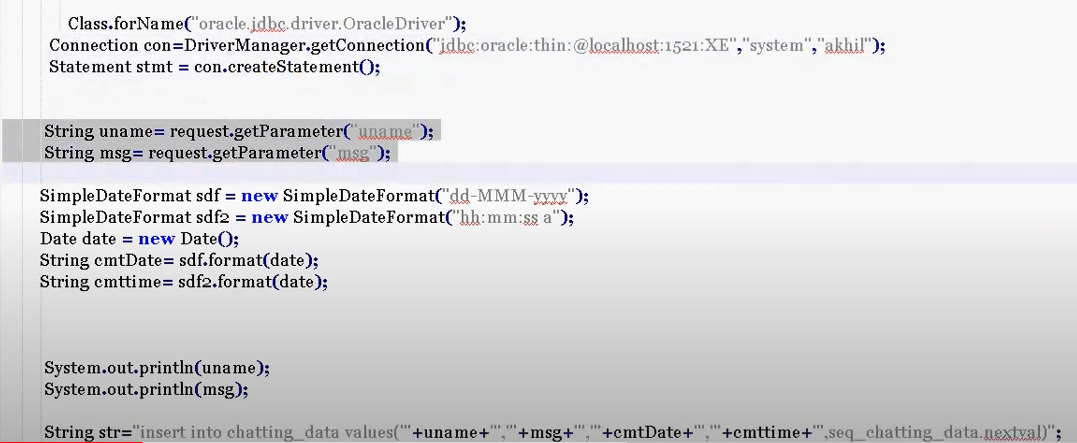 Class.forName("oracle.jdbc.driver.OracleDriver");
Connection con=DriverManager.getConnection("jdbc:oracle:thin:@localhost:1521:XE","system","akhil");
Statement stmt = con.createStatement();
String uname= request.getParameter("uname");
String msg= request.getParameter("msg");
SimpleDateFormat sdf = new SimpleDateFormat("dd-MMM-yyyy");
SimpleDateFormat sdf2 = new SimpleDateFormat("hh:mm:ss a");
Date date = new Date();
String cmtDate= sdf.format(date);
String cmttime= sdf2.format(date);
System.out.println(uname);
System.out.println(msg);
String str="insert into chatting_data values('"+uname+"','"+msg+"','"+cmtDate+"','"+cmttime+"',seq_chatting_data.nextval)";